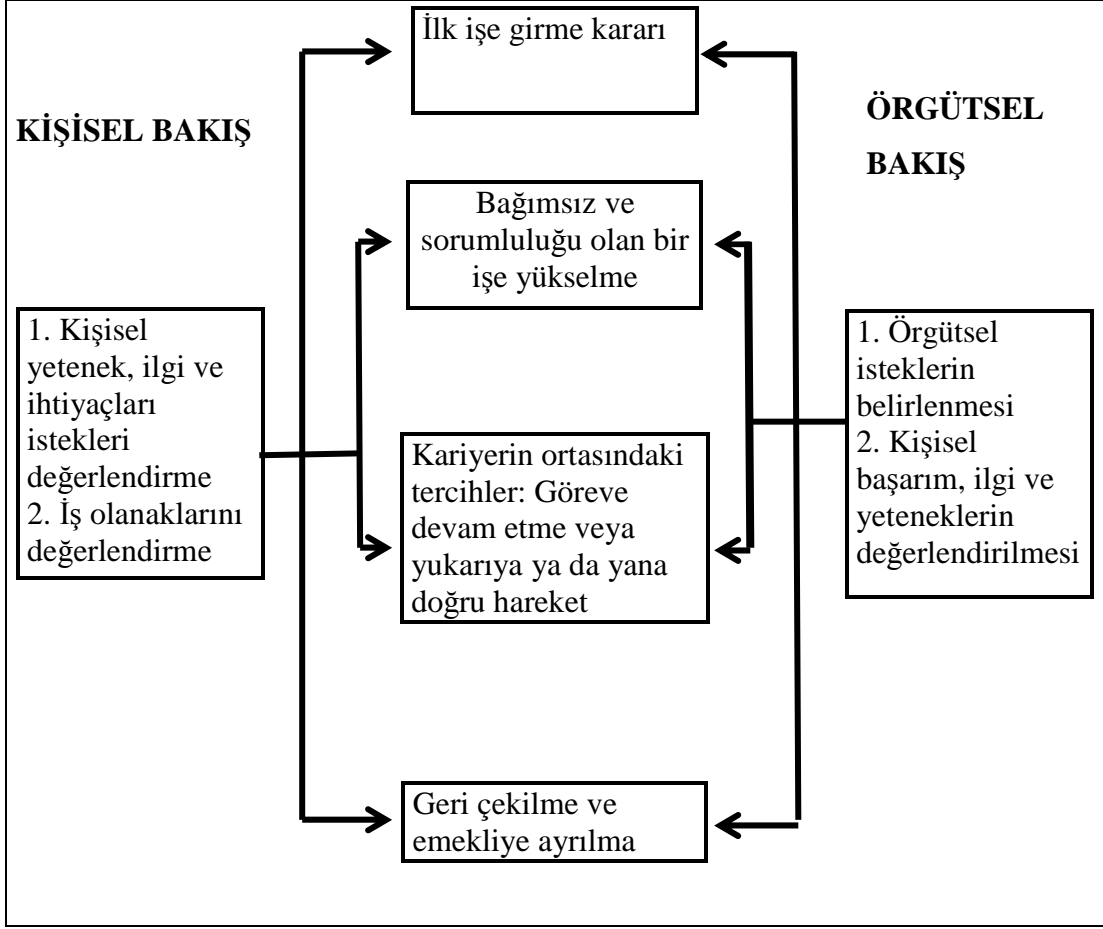 İlk işe girme kararı
KİŞİSEL BAKIŞ
ÖRGÜTSEL
BAKIŞ
Bağımsız ve
sorumluluğu olan bir
işe yükselme
1. Kişisel
yetenek, ilgi ve
ihtiyaçları
istekleri
değerlendirme
2. İş olanaklarını
değerlendirme
Kariyerin ortasındaki
tercihler: Göreve
devam etme veya
yukarıya ya da yana
doğru hareket
1. Örgütsel
isteklerin
belirlenmesi
2. Kişisel
başarım, ilgi ve
yeteneklerin
değerlendirilmesi
Geri çekilme ve
emekliye ayrılma